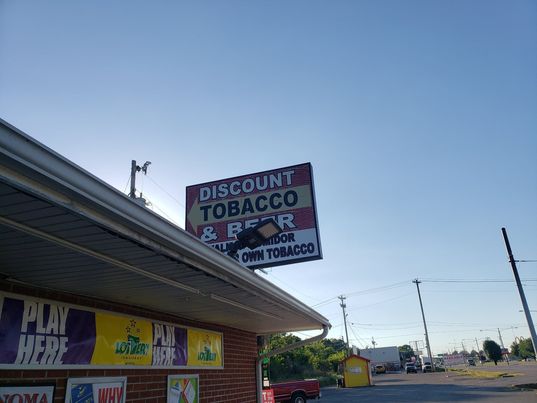 DISCOUNT
TOBACCO
& BEER
OWN TOBACCO
PLAY
HERE
LOTTERY
PLAY
HERE
LOTTERY
WHY